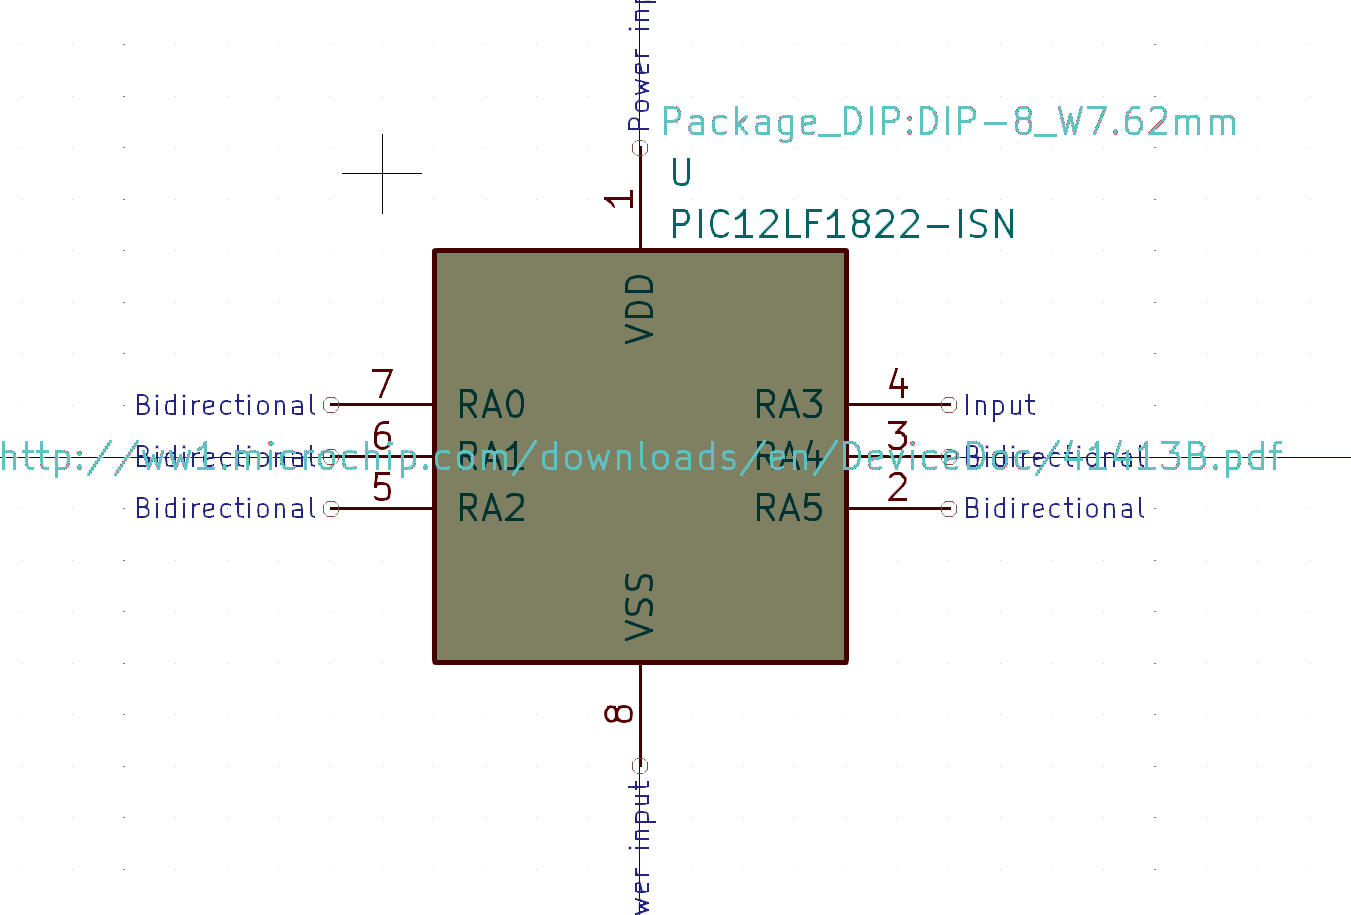 Power inp
Package_DIP:DIP-8_W7.62mm
U
1
PIC12LF1822-ISN
VDD
7
4
Bidirectional
RA0
RA3
Input
6
3
Bidirectional
RA1
RA4
Bidirectional
http://ww1.microchip.com/downloads/en/DeviceDoc/41413B.pdf
5
2
Bidirectional
RA2
RA5
Bidirectional
VSS
8
wer input